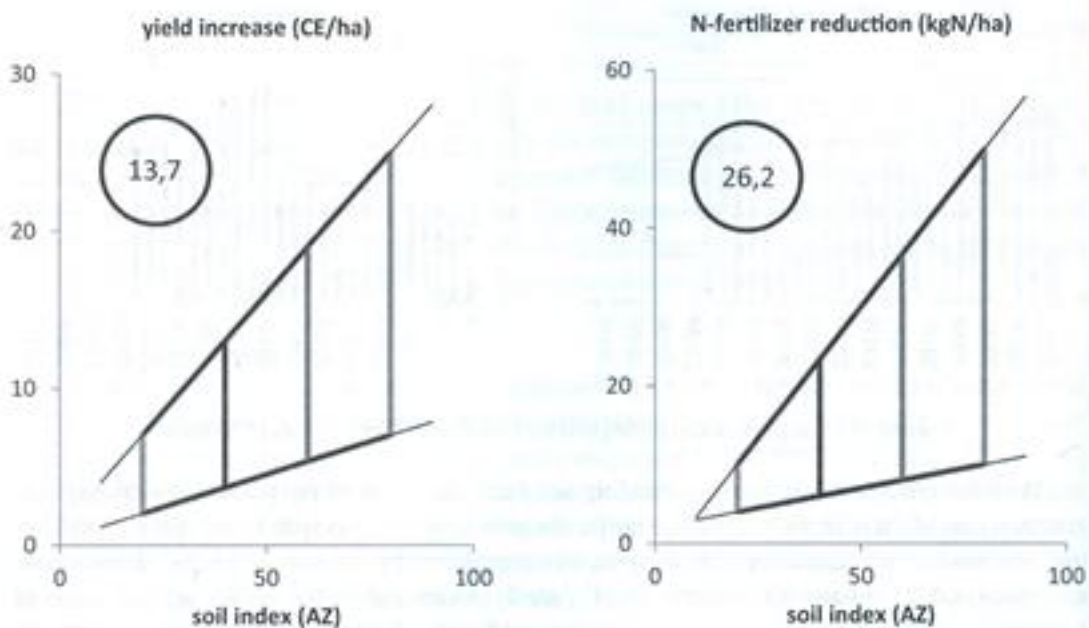 yield increase (CE/ha)
30
20
10
0
13,7
0 50 100
soil index (AZ)
N-fertilizer reduction (kgN/ha)
60
40
20
0
26,2
0 50 100
soil index (AZ)